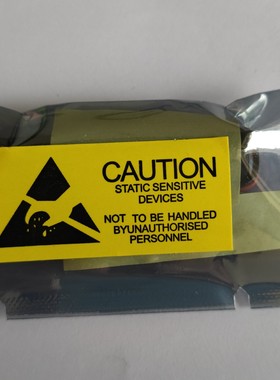 CAUTION
STATIC SENSITIVE
DEVICES
NOT TO BE HANDLED
BYUNAUTHORISED
PERSONNEL